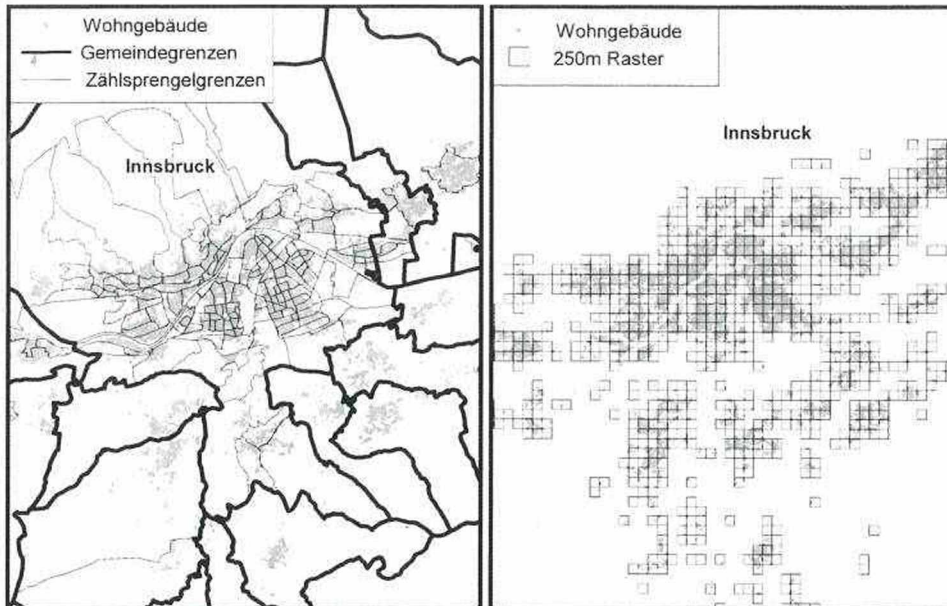 Wohngebäude
Gemeindegrenzen
Zählsprengelgrenzen
Innsbruck
Wohngebäude
250m Raster
Innsbruck